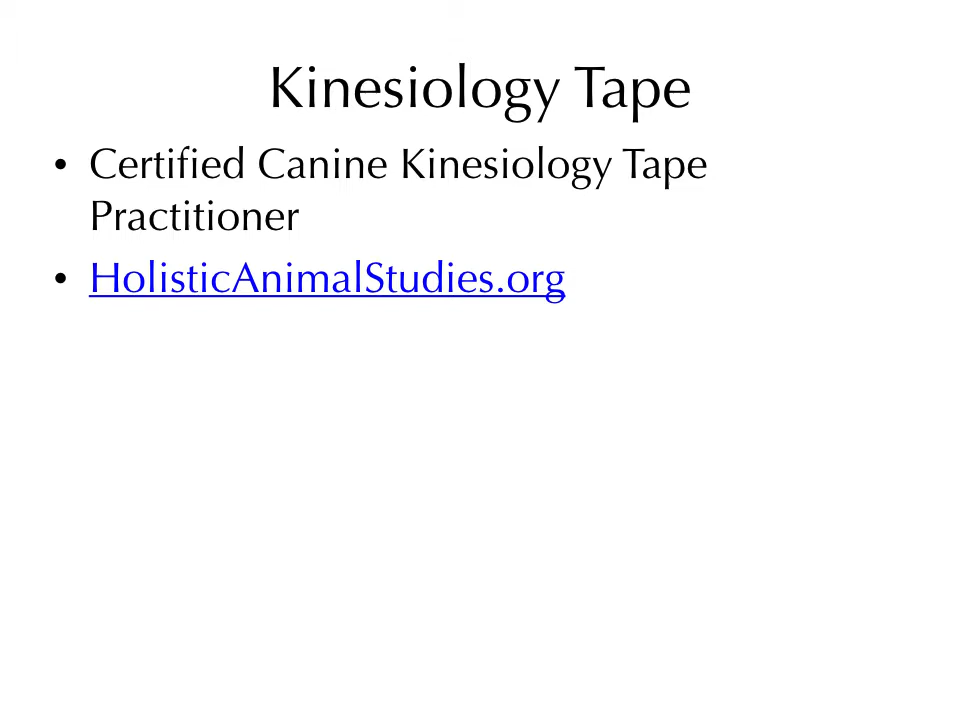 Kinesiology Tape
• Certified Canine Kinesiology Tape
Practitioner
• HolisticAnimalStudies.org